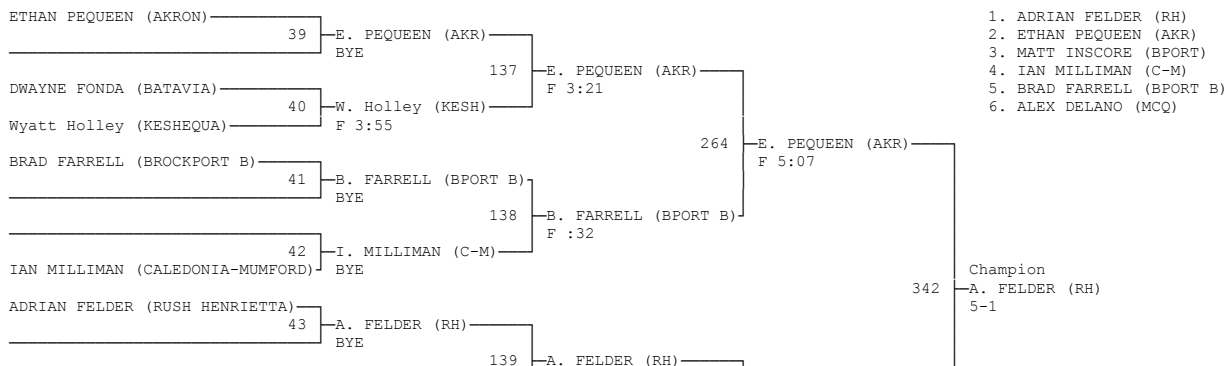 ETHAN PEQUEEN (AKRON)
1. ADRIAN FELDER (RH)
39 E. PEQUEEN (AKR)
2. ETHAN PEQUEEN (AKR)
BYE
3. MATT INSCORE (BPORT)
137 E. PEQUEEN (AKR)
4. IAN MILLIMAN (C-M)
DWAYNE FONDA (BATAVIA)
F 3:21
5. BRAD FARRELL (BPORT B)
40 W. Holley (KESH)
6. ALEX DELANO (MCQ)
Wyatt Holley (KESHEQUA)
F 3:55
264 E. PEQUEEN (AKR)
BRAD FARRELL (BROCKPORT B)
F 5:07
41 B. FARRELL (BPORT B)
BYE
138 B. FARRELL (BPORT B)
F :32
42 I. MILLIMAN (C-M)
IAN MILLIMAN (CALEDONIA-MUMFORD)
BYE
Champion
342 A. FELDER (RH)
ADRIAN FELDER (RUSH HENRIETTA)
5-1
43 A. FELDER (RH)
BYE
139 A. FELDER (RH)